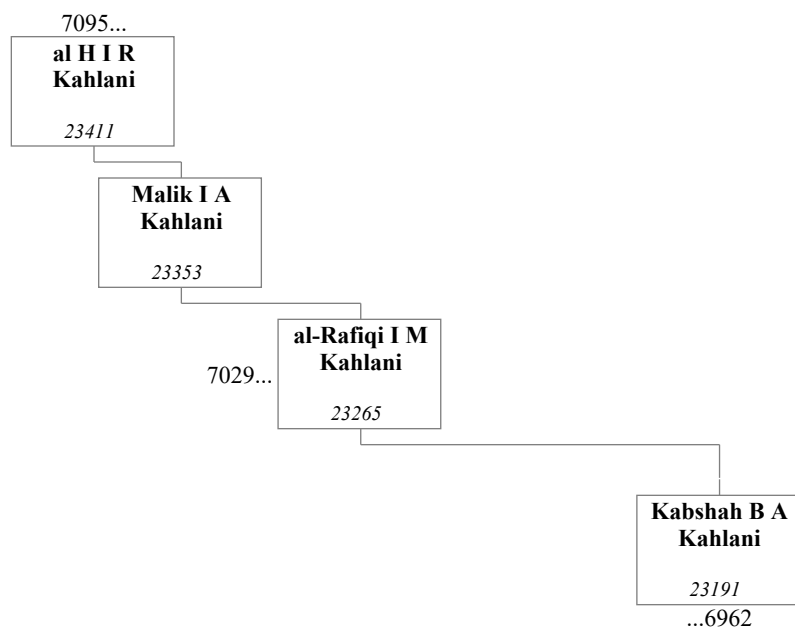 7095...
al H I R
Kahlani
23411
Malik I A
Kahlani
23353
al-Rafiqi I M
Kahlani
7029...
23265
Kabshah B A
Kahlani
23191
...6962